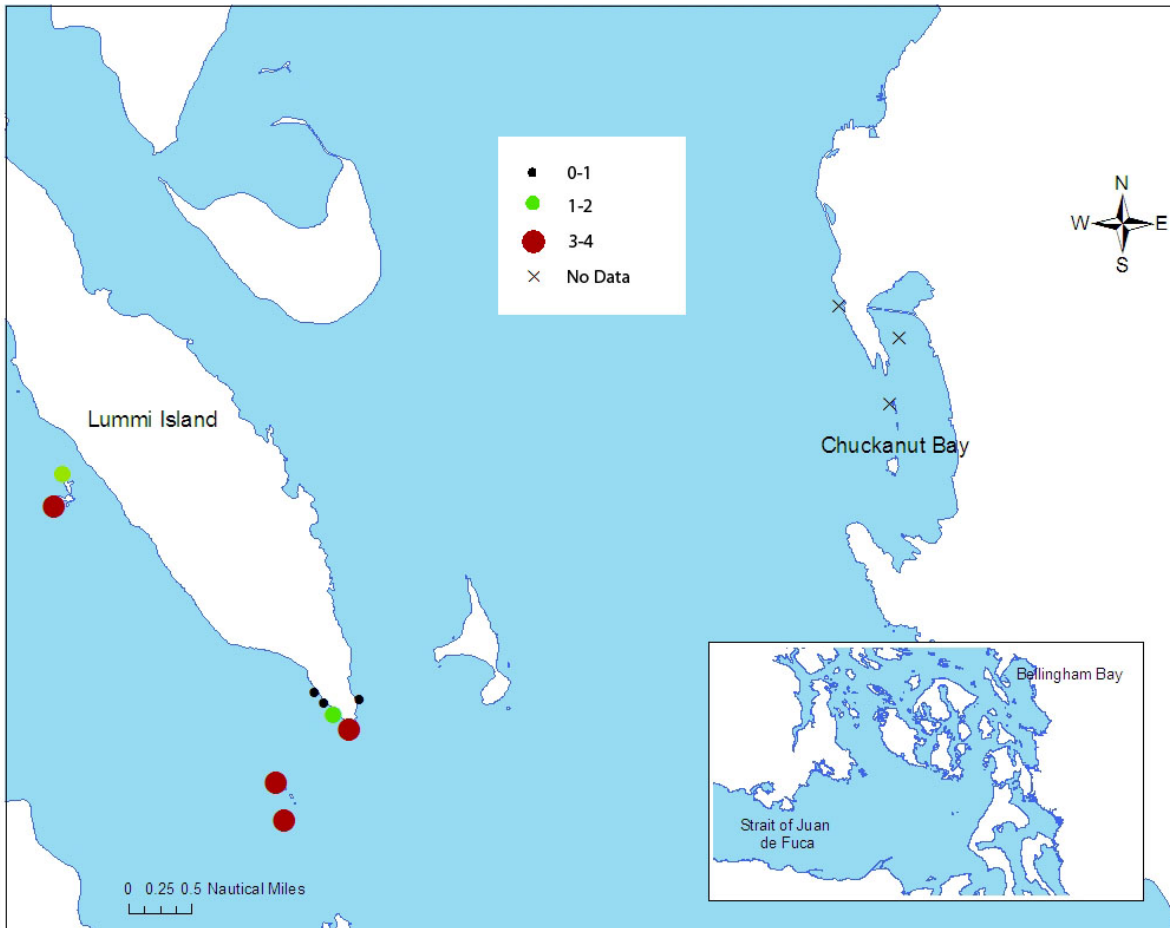 0-1
1-2
3-4
No Data
N
W E
S
Lummi Island
Chuckanut Bay
Bellingham Bay
Strait of Juan
de Fuca
0 0.25 0.5 Nautical Miles